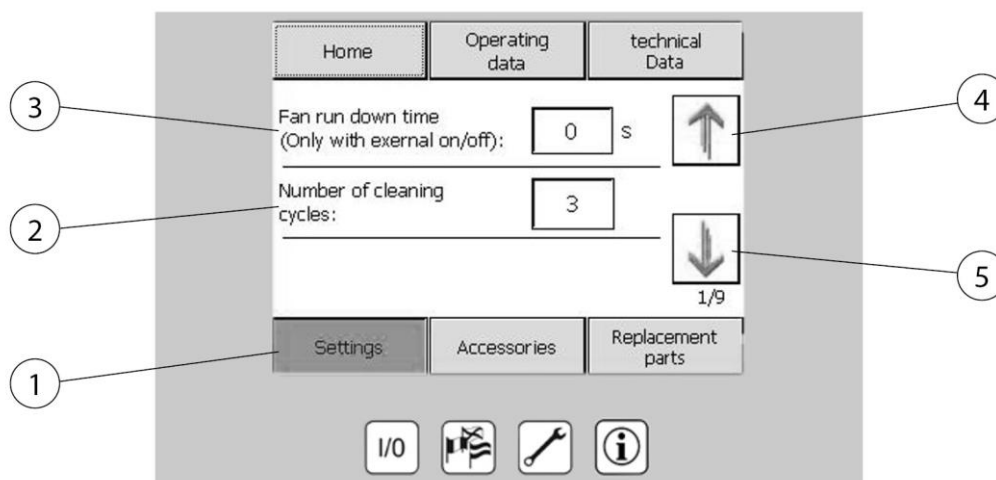 Home
Operating
data
technical
Data
3
Fan run down time
(Only with exernal on/off):
0
s
4
2
Number of cleaning
cycles:
3
5
1/9
1
Settings
Accessories
Replacement
parts
I/0
i